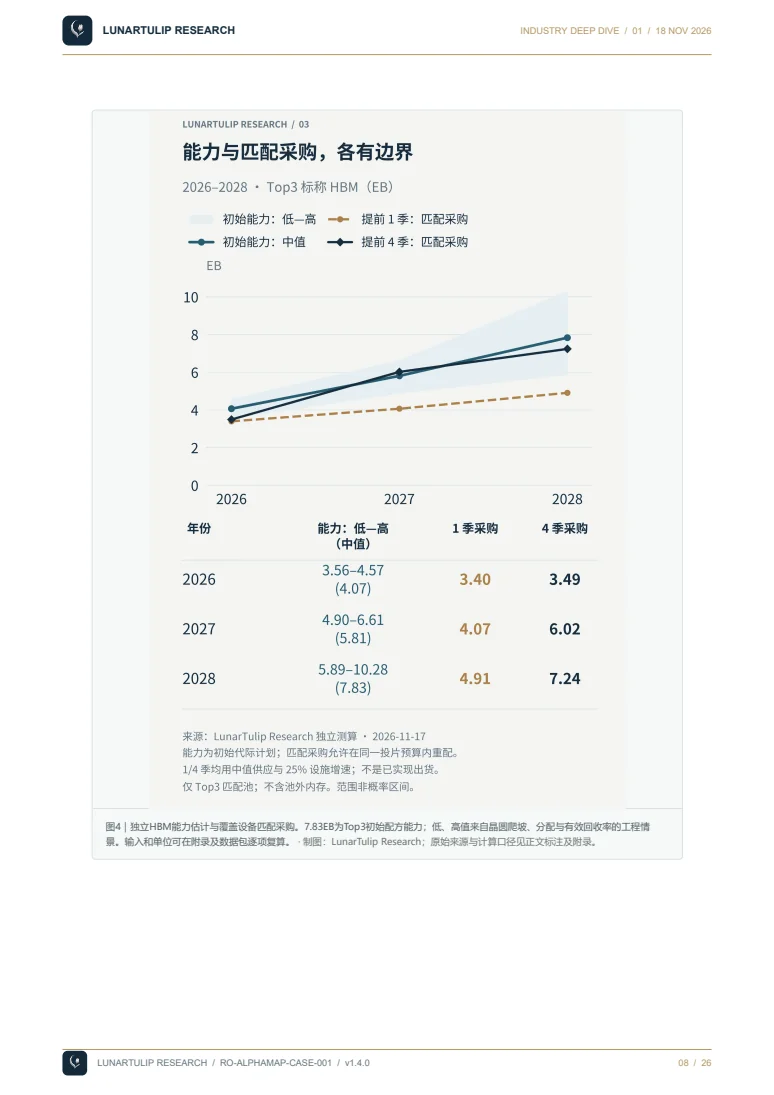 LUNARTULIP RESEARCH
INDUSTRY DEEP DIVE / 01 / 18 NOV 2026
LUNARTULIP RESEARCH / 03
能力与匹配采购，各有边界
2026–2028 · Top3 标称 HBM（EB）
初始能力：低—高 提前 1 季：匹配采购
初始能力：中值 提前 4 季：匹配采购
EB
10
8
6
4
2
0
2026 2027 2028
年份 能力：低—高（中值） 1 季采购 4 季采购
2026 3.56–4.57 (4.07) 3.40 3.49
2027 4.90–6.61 (5.81) 4.07 6.02
2028 5.89–10.28 (7.83) 4.91 7.24
来源：LunarTulip Research 独立测算 · 2026-11-17
能力为初始代际计划；匹配采购允许在同一投片预算内重配。
1/4 季均用中值供应与 25% 设施增速；不是已实现出货。
仅 Top3 匹配池；不含池外内存。范围非概率区间。
图4｜独立HBM能力估计与覆盖设备匹配采购。7.83EB为Top3初始配方能力；低、高值来自晶圆爬坡、分配与有效回收率的工程情
景。输入和单位可在附录及数据包逐项复算。 · 制图：LunarTulip Research；原始来源与计算口径见正文标注及附录。
LUNARTULIP RESEARCH / RO-ALPHAMAP-CASE-001 / v1.4.0
08 / 26